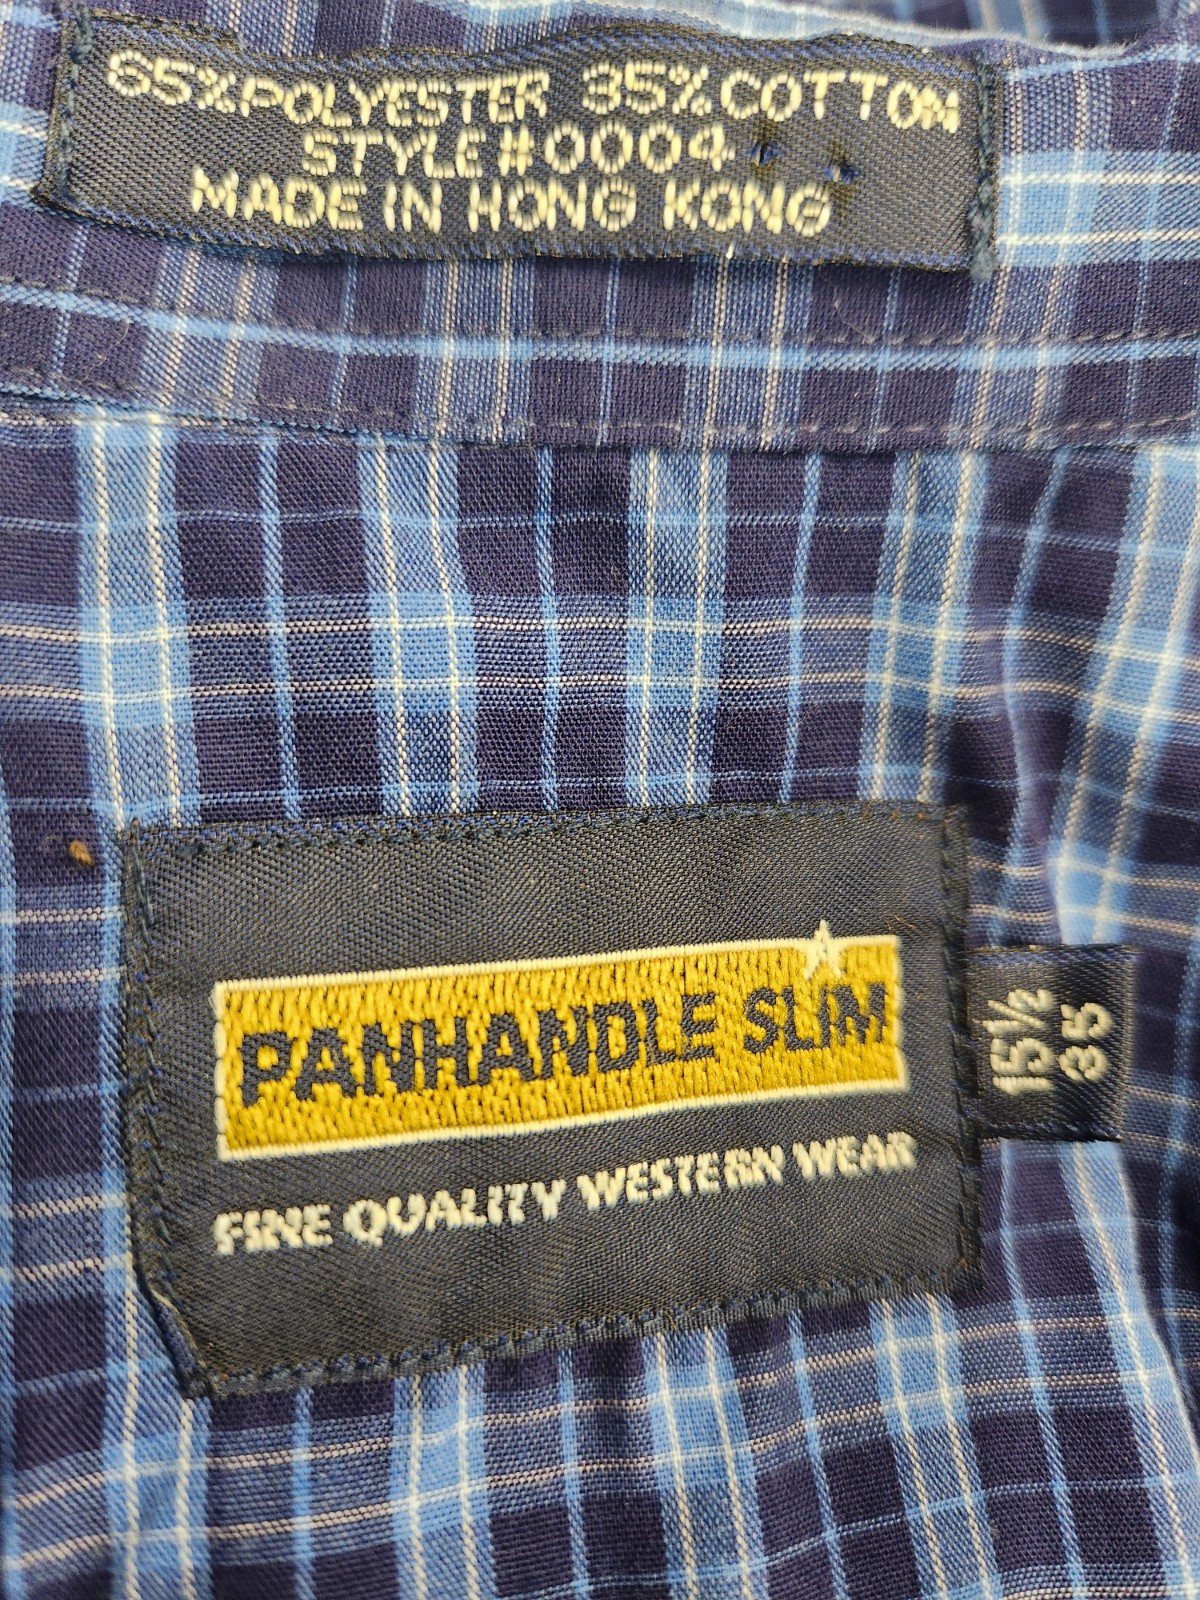 65% POLYESTER 35% COTTON
STYLE#0004
MADE IN HONG KONG
PANHANDLE SLIM
FINE QUALITY WESTERN WEAR
15½
35